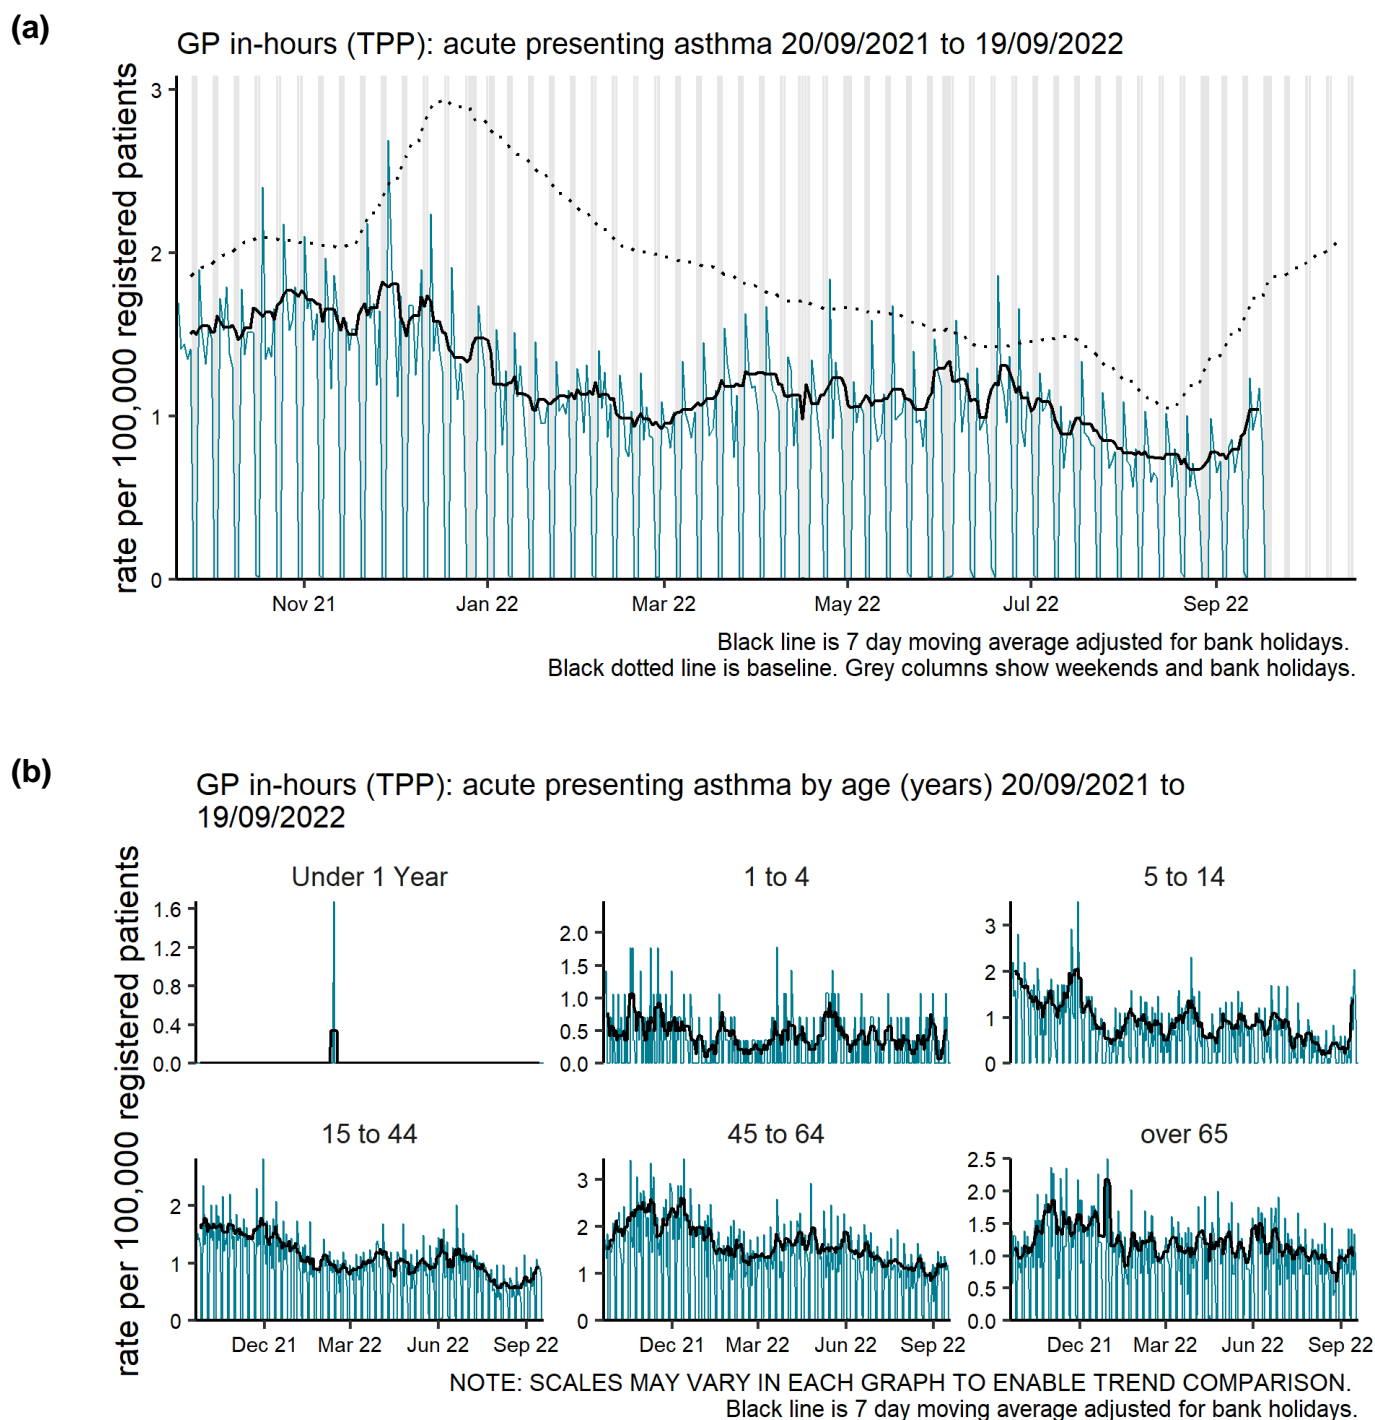 (a)
GP in-hours (TPP): acute presenting asthma 20/09/2021 to 19/09/2022
rate per 100,000 registered patients
3
2
1
0
Nov 21 Jan 22 Mar 22 May 22 Jul 22 Sep 22
Black line is 7 day moving average adjusted for bank holidays.
Black dotted line is baseline. Grey columns show weekends and bank holidays.
(b)
GP in-hours (TPP): acute presenting asthma by age (years) 20/09/2021 to
19/09/2022
rate per 100,000 registered patients
Under 1 Year
1.6
1.2
0.8
0.4
0.0
1 to 4
2.0
1.5
1.0
0.5
0.0
5 to 14
3
2
1
0
15 to 44
2
1
0
Dec 21 Mar 22 Jun 22 Sep 22
45 to 64
3
2
1
0
Dec 21 Mar 22 Jun 22 Sep 22
over 65
2.5
2.0
1.5
1.0
0.5
0.0
Dec 21 Mar 22 Jun 22 Sep 22
NOTE: SCALES MAY VARY IN EACH GRAPH TO ENABLE TREND COMPARISON.
Black line is 7 day moving average adjusted for bank holidays.